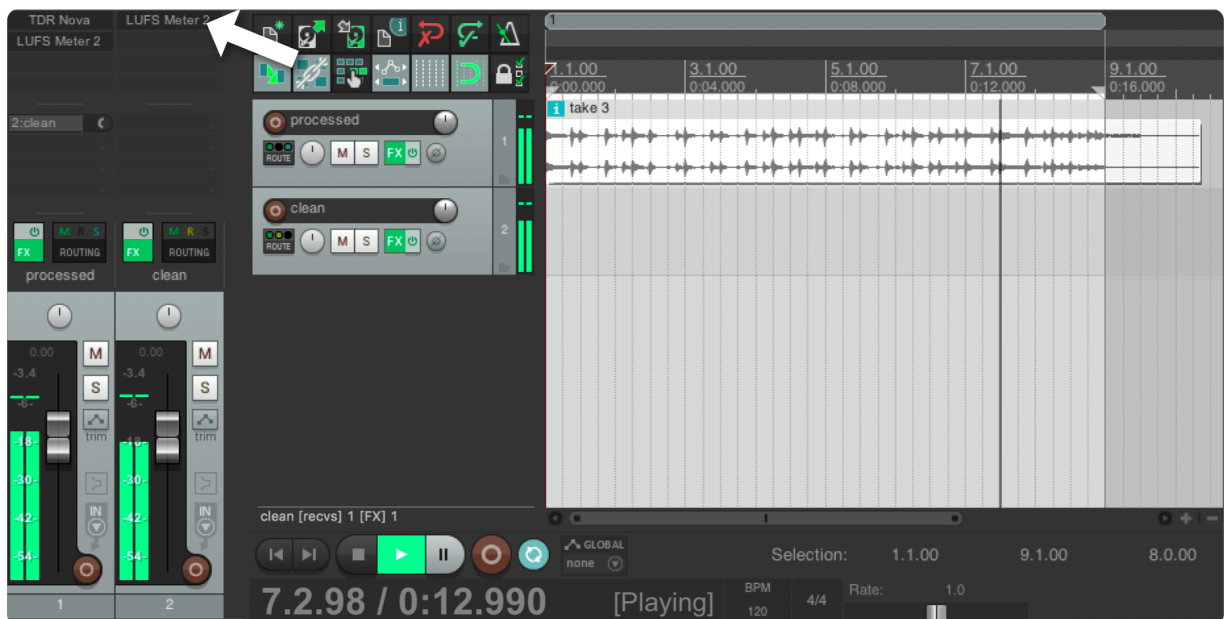 TDR Nova
LUFS Meter 2
LUFS Meter 2
2:clean
FX
M R S
ROUTING
FX
M R S
ROUTING
processed
clean
0.00
M
0.00
M
-3.4
-3.4
S
S
-6-
-6-
trim
trim
-18-
-18-
-30-
-30-
IN
IN
-42-
-42-
-54-
-54-
1
2
processed
ROUTE
M
S
FX
1
clean
ROUTE
M
S
FX
2
1
1.1.00
3.1.00
5.1.00
7.1.00
9.1.00
0:00.000
0:04.000
0:08.000
0:12.000
0:16.000
i take 3
clean [recvs] 1 [FX] 1
GLOBAL
none
Selection:
1.1.00
9.1.00
8.0.00
7.2.98 / 0:12.990
[Playing]
BPM
120
4/4
Rate:
1.0